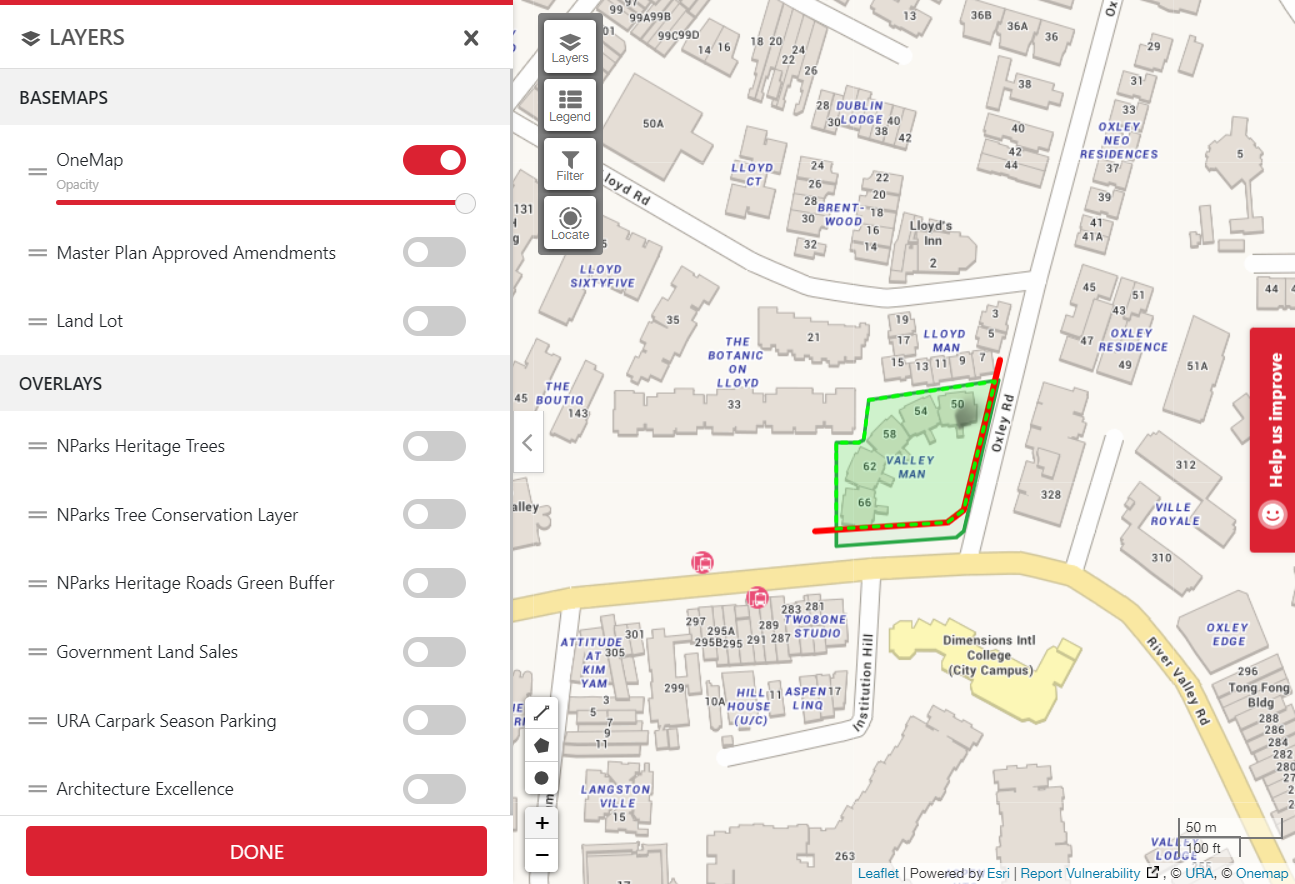 LAYERS
BASEMAPS
OneMap
Opacity
Master Plan Approved Amendments
Land Lot
OVERLAYS
NParks Heritage Trees
NParks Tree Conservation Layer
NParks Heritage Roads Green Buffer
Government Land Sales
URA Carpark Season Parking
Architecture Excellence
DONE
Layers
Legend
Filter
Locate
99
99A99B
99C99D
14
16
18
20
24
22
26
13
36B
36A
36
29
31
33
38
50A
28
DUBLIN
30
LODGE
40
38
42
OXLEY
NEO
RESIDENCES
37
40
42
44
5
LLOYD
CT
24
26
28
30
32
BRENT-
WOOD
22
20
18
16
14
39
41
41A
Lloyd's
Inn
2
loyd Rd
131
LLOYD
SIXTYFIVE
35
21
THE
BOTANIC
ON
LLOYD
33
THE
BOUTIQ
143
45
19
17
15
13
11
9
7
LLOYD
MAN
3
5
45
51
43
47
49
OXLEY
RESIDENCE
51A
44
50
54
58
62
66
VALLEY
MAN
Oxley Rd
328
312
VILLE
ROYALE
310
alley
297
295A
295B295
291
289
287
283
281
TWO8ONE
STUDIO
ATTITUDE
AT
KIM
YAM
301
305
3
5
7
9
11
299
10A
HILL
HOUSE
(U/C)
11
ASPEN
LINQ
17
Institution Hill
Dimensions Intl
College
(City Campus)
River Valley Rd
OXLEY
EDGE
296
Tong Fong
Bldg
288
286
284
282
280
LANGSTON
VILLE
15
17
263
VALLEY
LODGE
Help us improve
+
−
50 m
100 ft
Leaflet | Powered by Esri | Report Vulnerability , © URA, © Onemap